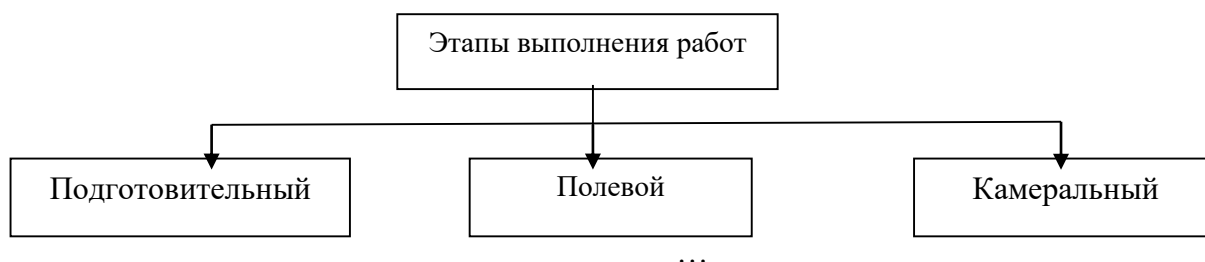 Этапы выполнения работ
Подготовительный
Полевой
Камеральный
…